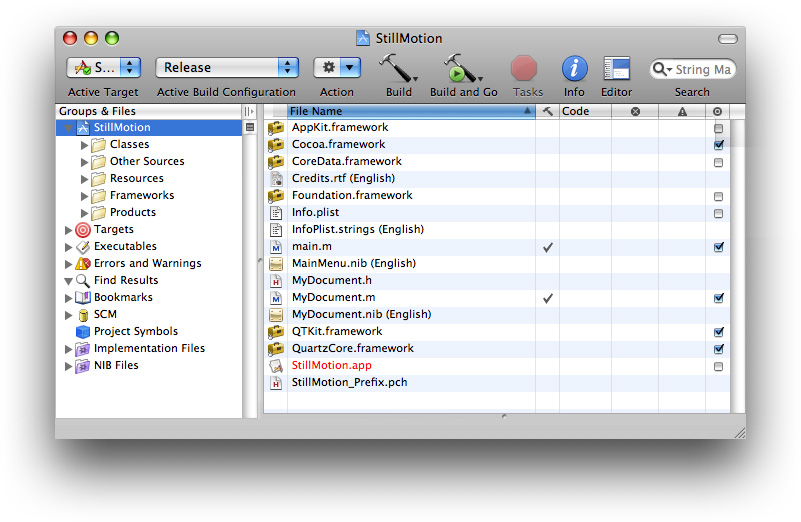 StillMotion
S... Release String Ma
Active Target Active Build Configuration Action Build Build and Go Tasks Info Editor Search
Groups & Files File Name Code
StillMotion AppKit.framework
Classes Cocoa.framework
Other Sources CoreData.framework
Resources Credits.rtf (English)
Frameworks Foundation.framework
Products Info.plist
Targets InfoPlist.strings (English)
Executables main.m
Errors and Warnings MainMenu.nib (English)
Find Results MyDocument.h
Bookmarks MyDocument.m
SCM MyDocument.nib (English)
Project Symbols QTKit.framework
Implementation Files QuartzCore.framework
NIB Files StillMotion.app
StillMotion_Prefix.pch